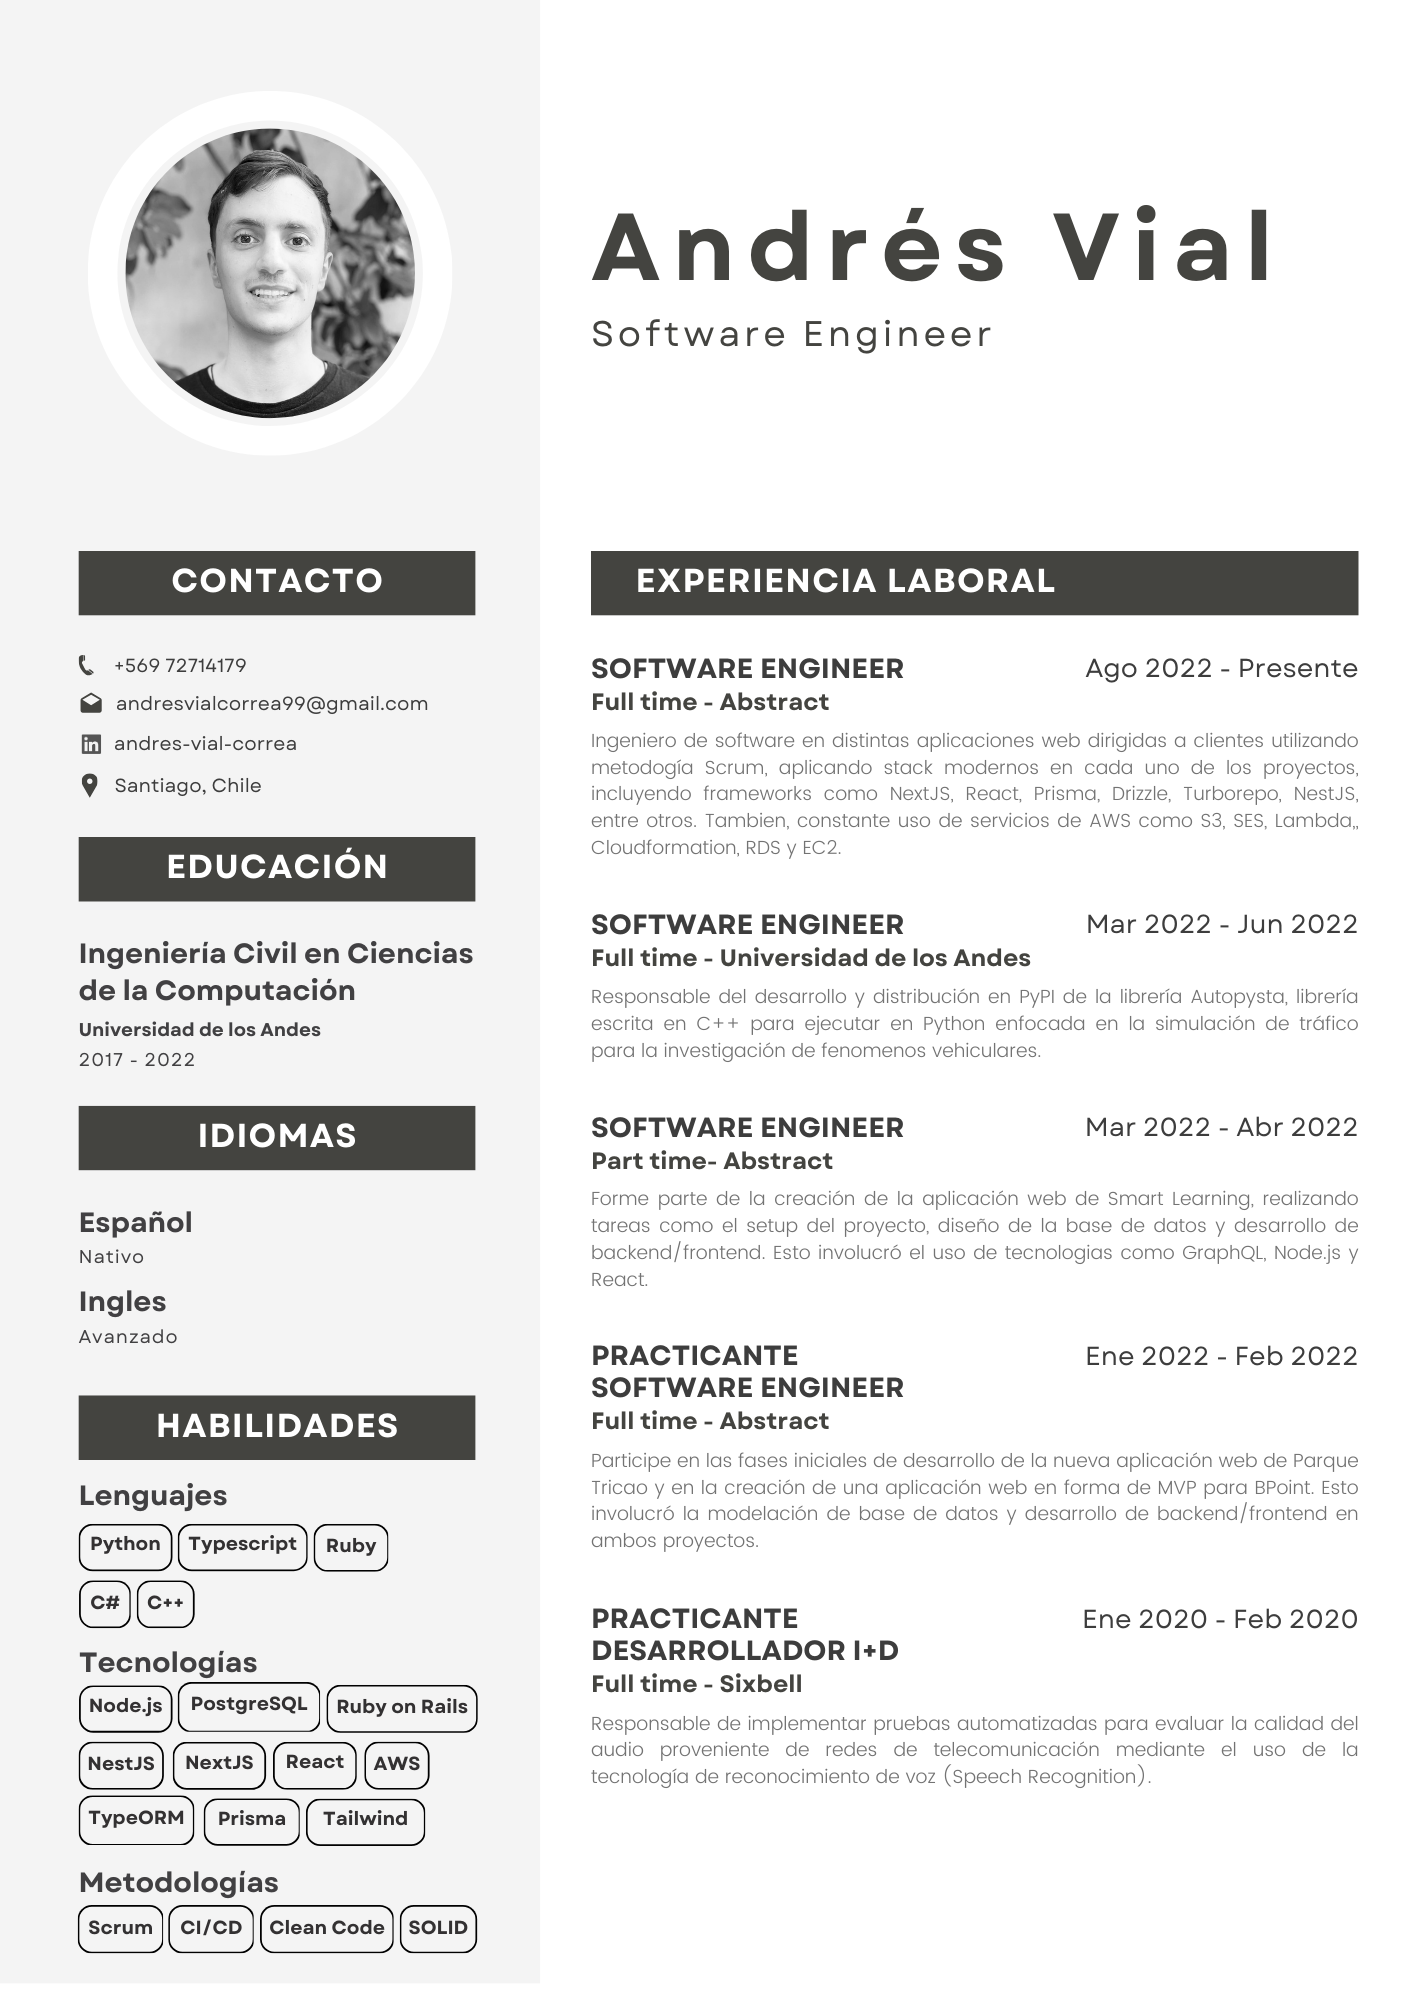 Andrés Vial
Software Engineer
CONTACTO
+569 72714179
andresvialcorrea99@gmail.com
andres-vial-correa
Santiago, Chile
EDUCACIÓN
Ingeniería Civil en Ciencias
de la Computación
Universidad de los Andes
2017 - 2022
IDIOMAS
Español
Nativo
Ingles
Avanzado
HABILIDADES
Lenguajes
Python Typescript Ruby
C# C++
Tecnologías
Node.js PostgreSQL Ruby on Rails
NestJS NextJS React AWS
TypeORM Prisma Tailwind
Metodologías
Scrum CI/CD Clean Code SOLID
EXPERIENCIA LABORAL
SOFTWARE ENGINEER Ago 2022 - Presente
Full time - Abstract
Ingeniero de software en distintas aplicaciones web dirigidas a clientes utilizando
metodogía Scrum, aplicando stack modernos en cada uno de los proyectos,
incluyendo frameworks como NextJS, React, Prisma, Drizzle, Turborepo, NestJS,
entre otros. Tambien, constante uso de servicios de AWS como S3, SES, Lambda,,
Cloudformation, RDS y EC2.
SOFTWARE ENGINEER Mar 2022 - Jun 2022
Full time - Universidad de los Andes
Responsable del desarrollo y distribución en PyPI de la librería Autopysta, librería
escrita en C++ para ejecutar en Python enfocada en la simulación de tráfico
para la investigación de fenomenos vehiculares.
SOFTWARE ENGINEER Mar 2022 - Abr 2022
Part time- Abstract
Forme parte de la creación de la aplicación web de Smart Learning, realizando
tareas como el setup del proyecto, diseño de la base de datos y desarrollo de
backend/frontend. Esto involucró el uso de tecnologias como GraphQL, Node.js y
React.
PRACTICANTE Ene 2022 - Feb 2022
SOFTWARE ENGINEER
Full time - Abstract
Participe en las fases iniciales de desarrollo de la nueva aplicación web de Parque
Tricao y en la creación de una aplicación web en forma de MVP para BPoint. Esto
involucró la modelación de base de datos y desarrollo de backend/frontend en
ambos proyectos.
PRACTICANTE Ene 2020 - Feb 2020
DESARROLLADOR I+D
Full time - Sixbell
Responsable de implementar pruebas automatizadas para evaluar la calidad del
audio proveniente de redes de telecomunicación mediante el uso de la
tecnología de reconocimiento de voz (Speech Recognition).